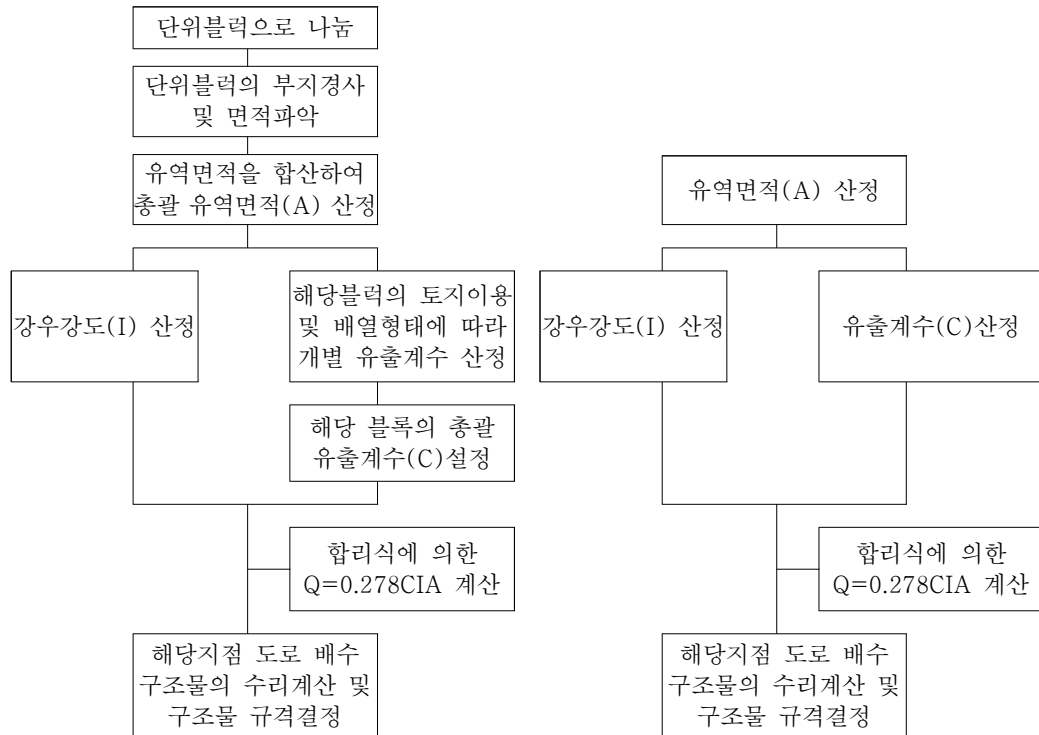 단위블럭으로 나눔
단위블럭의 부지경사
및 면적파악
유역면적을 합산하여
총괄 유역면적(A) 산정
강우강도(I) 산정
해당블럭의 토지이용
및 배열형태에 따라
개별 유출계수 산정
해당 블록의 총괄
유출계수(C)설정
합리식에 의한
Q=0.278CIA 계산
해당지점 도로 배수
구조물의 수리계산 및
구조물 규격결정
유역면적(A) 산정
강우강도(I) 산정
유출계수(C)산정
합리식에 의한
Q=0.278CIA 계산
해당지점 도로 배수
구조물의 수리계산 및
구조물 규격결정